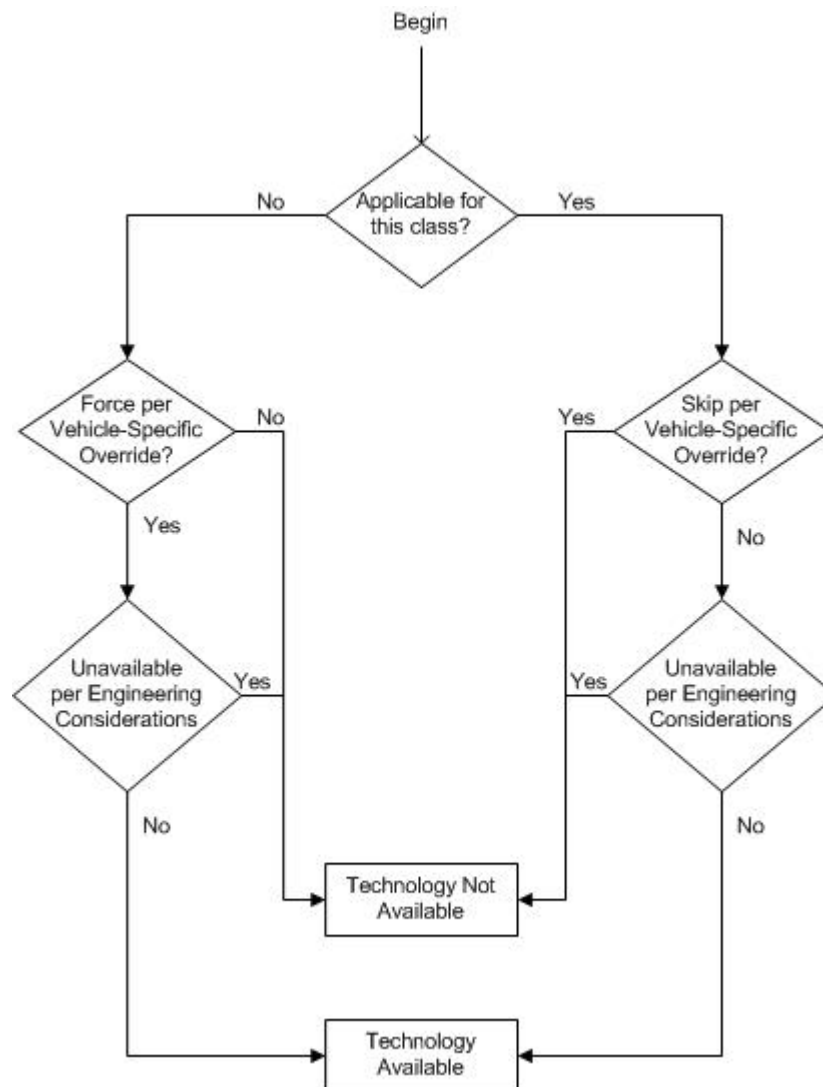 Begin
Applicable for
this class?
No
Yes
Force per
Vehicle-Specific
Override?
No
Yes
Skip per
Vehicle-Specific
Override?
Yes
No
Unavailable
per Engineering
Considerations
Yes
Yes
Unavailable
per Engineering
Considerations
No
No
Technology Not
Available
Technology
Available